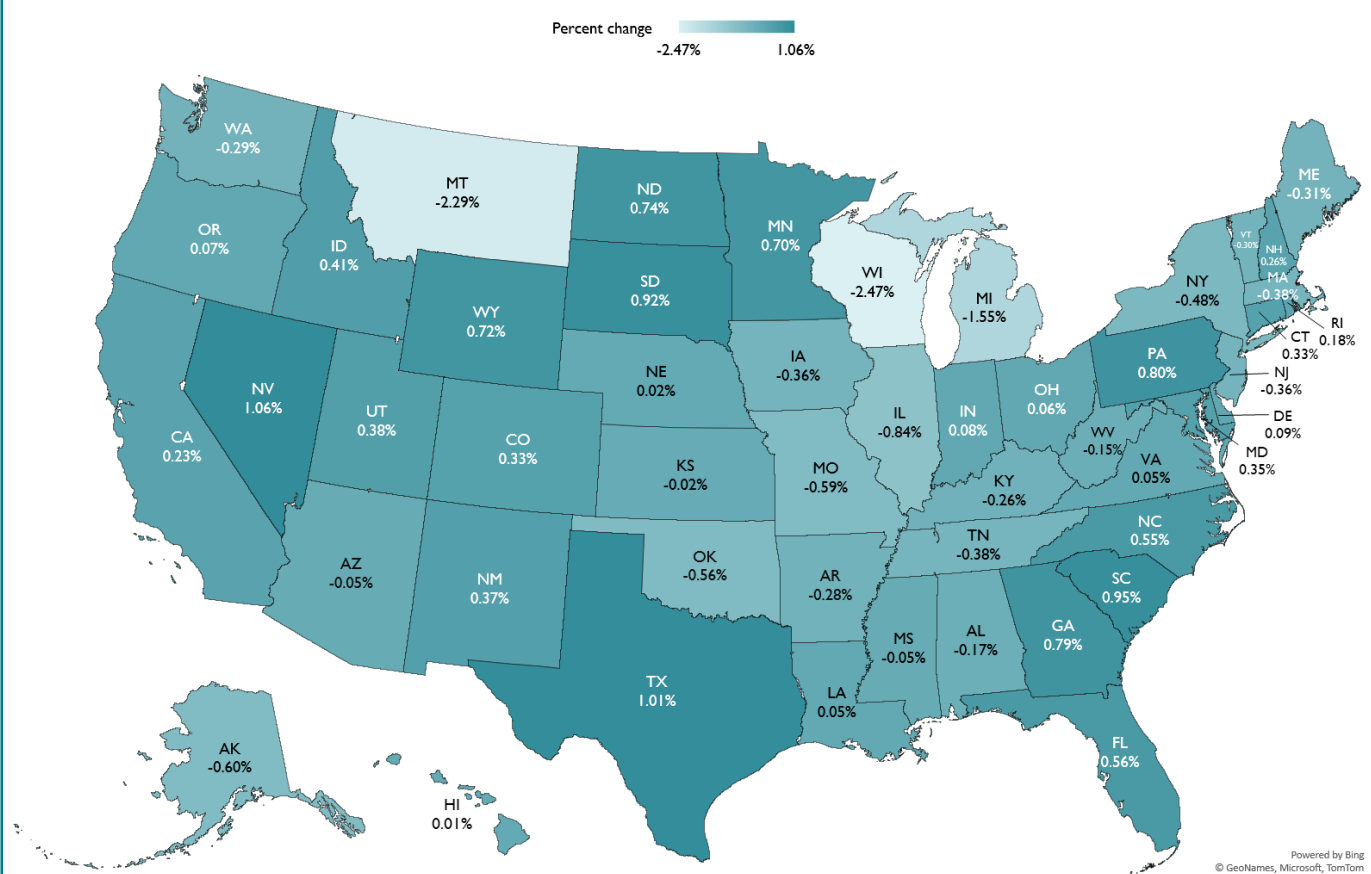 Percent change
-2.47%
1.06%
WA
-0.29%
MT
-2.29%
ND
0.74%
MN
0.70%
ME
-0.31%
OR
0.07%
ID
0.41%
WY
0.72%
SD
0.92%
WI
-2.47%
MI
-1.55%
NY
-0.48%
VT
-0.30%
NH
0.26%
MA
-0.38%
RI
0.18%
CT
0.33%
NJ
-0.36%
NV
1.06%
UT
0.38%
CO
0.33%
NE
0.02%
IA
-0.36%
IL
-0.84%
IN
0.08%
OH
0.06%
PA
0.80%
DE
0.09%
MD
0.35%
CA
0.23%
KS
-0.02%
MO
-0.59%
KY
-0.26%
WV
-0.15%
VA
0.05%
AZ
-0.05%
NM
0.37%
OK
-0.56%
AR
-0.28%
TN
-0.38%
NC
0.55%
SC
0.95%
TX
1.01%
LA
0.05%
MS
-0.05%
AL
-0.17%
GA
0.79%
FL
0.56%
AK
-0.60%
HI
0.01%
Powered by Bing
© GeoNames, Microsoft, TomTom